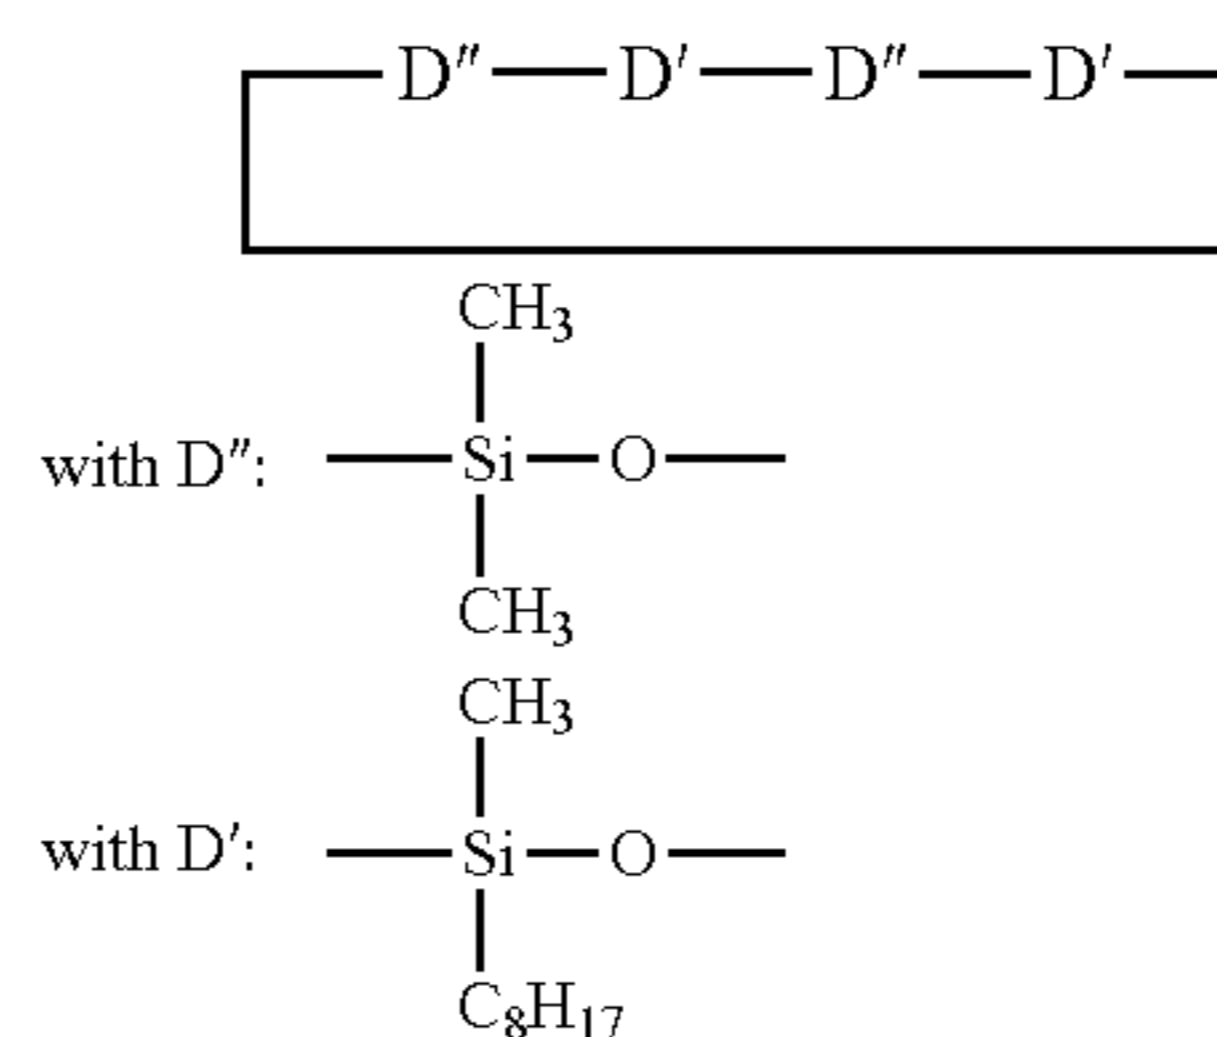 D″ — D′ — D″ — D′ —
CH₃
with D″: — Si — O —
CH₃
CH₃
with D′: — Si — O —
C₈H₁₇